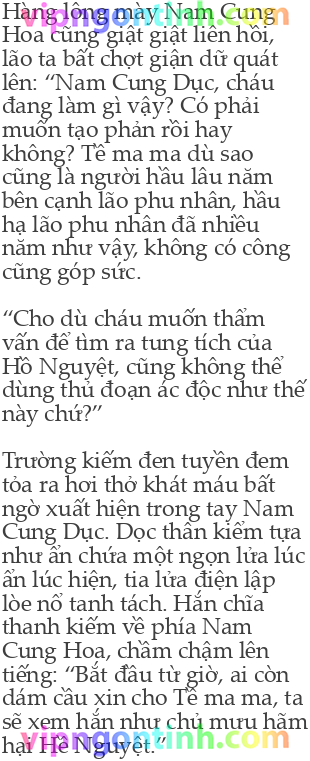 Hàng lông mày Nam Cung
vipngontinh.com
Hoa cũng giật giật liên hồi,
lão ta bất chợt giận dữ quát
lên: “Nam Cung Dục, cháu
đang làm gì vậy? Có phải
muốn tạo phản rồi hay
không? Tề ma ma dù sao
cũng là người hầu lâu năm
bên cạnh lão phu nhân, hầu
hạ lão phu nhân đã nhiều
năm như vậy, không có công
cũng góp sức.
“Cho dù cháu muốn thẩm
vấn để tìm ra tung tích của
Hồ Nguyệt, cũng không thể
dùng thủ đoạn ác độc như thế
này chứ?”
Trường kiếm đen tuyền đem
tỏa ra hơi thở khát máu bất
ngờ xuất hiện trong tay Nam
Cung Dục. Dọc thân kiếm tựa
như ẩn chứa một ngọn lửa lúc
ẩn lúc hiện, tia lửa điện lập
lòe nổ tanh tách. Hắn chĩa
thanh kiếm về phía Nam
Cung Hoa, chầm chậm lên
tiếng: “Bắt đầu từ giờ, ai còn
dám cầu xin cho Tề ma ma, ta
sẽ xem hắn như chủ mưu hãm
hại Hề Nguyệt.”
vipngontinh.com